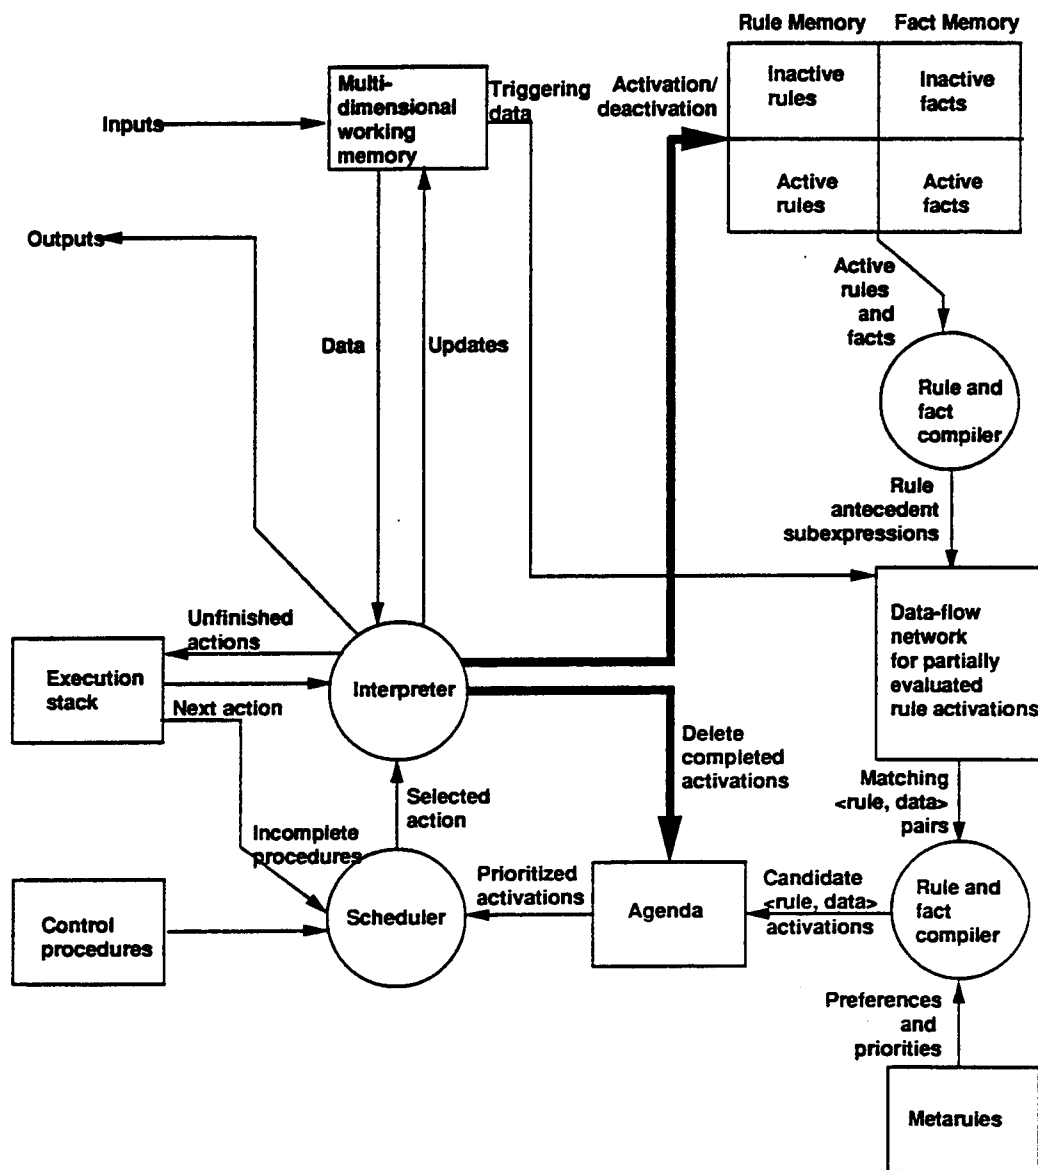 Rule Memory
Fact Memory
Inactive
rules
Inactive
facts
Active
rules
Active
facts
Activation/
deactivation
Multi-
dimensional
working
memory
Triggering
data
Inputs
Outputs
Data
Updates
Active
rules
and
facts
Rule and
fact
compiler
Rule
antecedent
subexpressions
Data-flow
network
for partially
evaluated
rule activations
Unfinished
actions
Execution
stack
Next action
Interpreter
Delete
completed
activations
Selected
action
Incomplete
procedures
Matching
<rule, data>
pairs
Control
procedures
Scheduler
Prioritized
activations
Agenda
Candidate
<rule, data>
activations
Rule and
fact
compiler
Preferences
and
priorities
Metarules